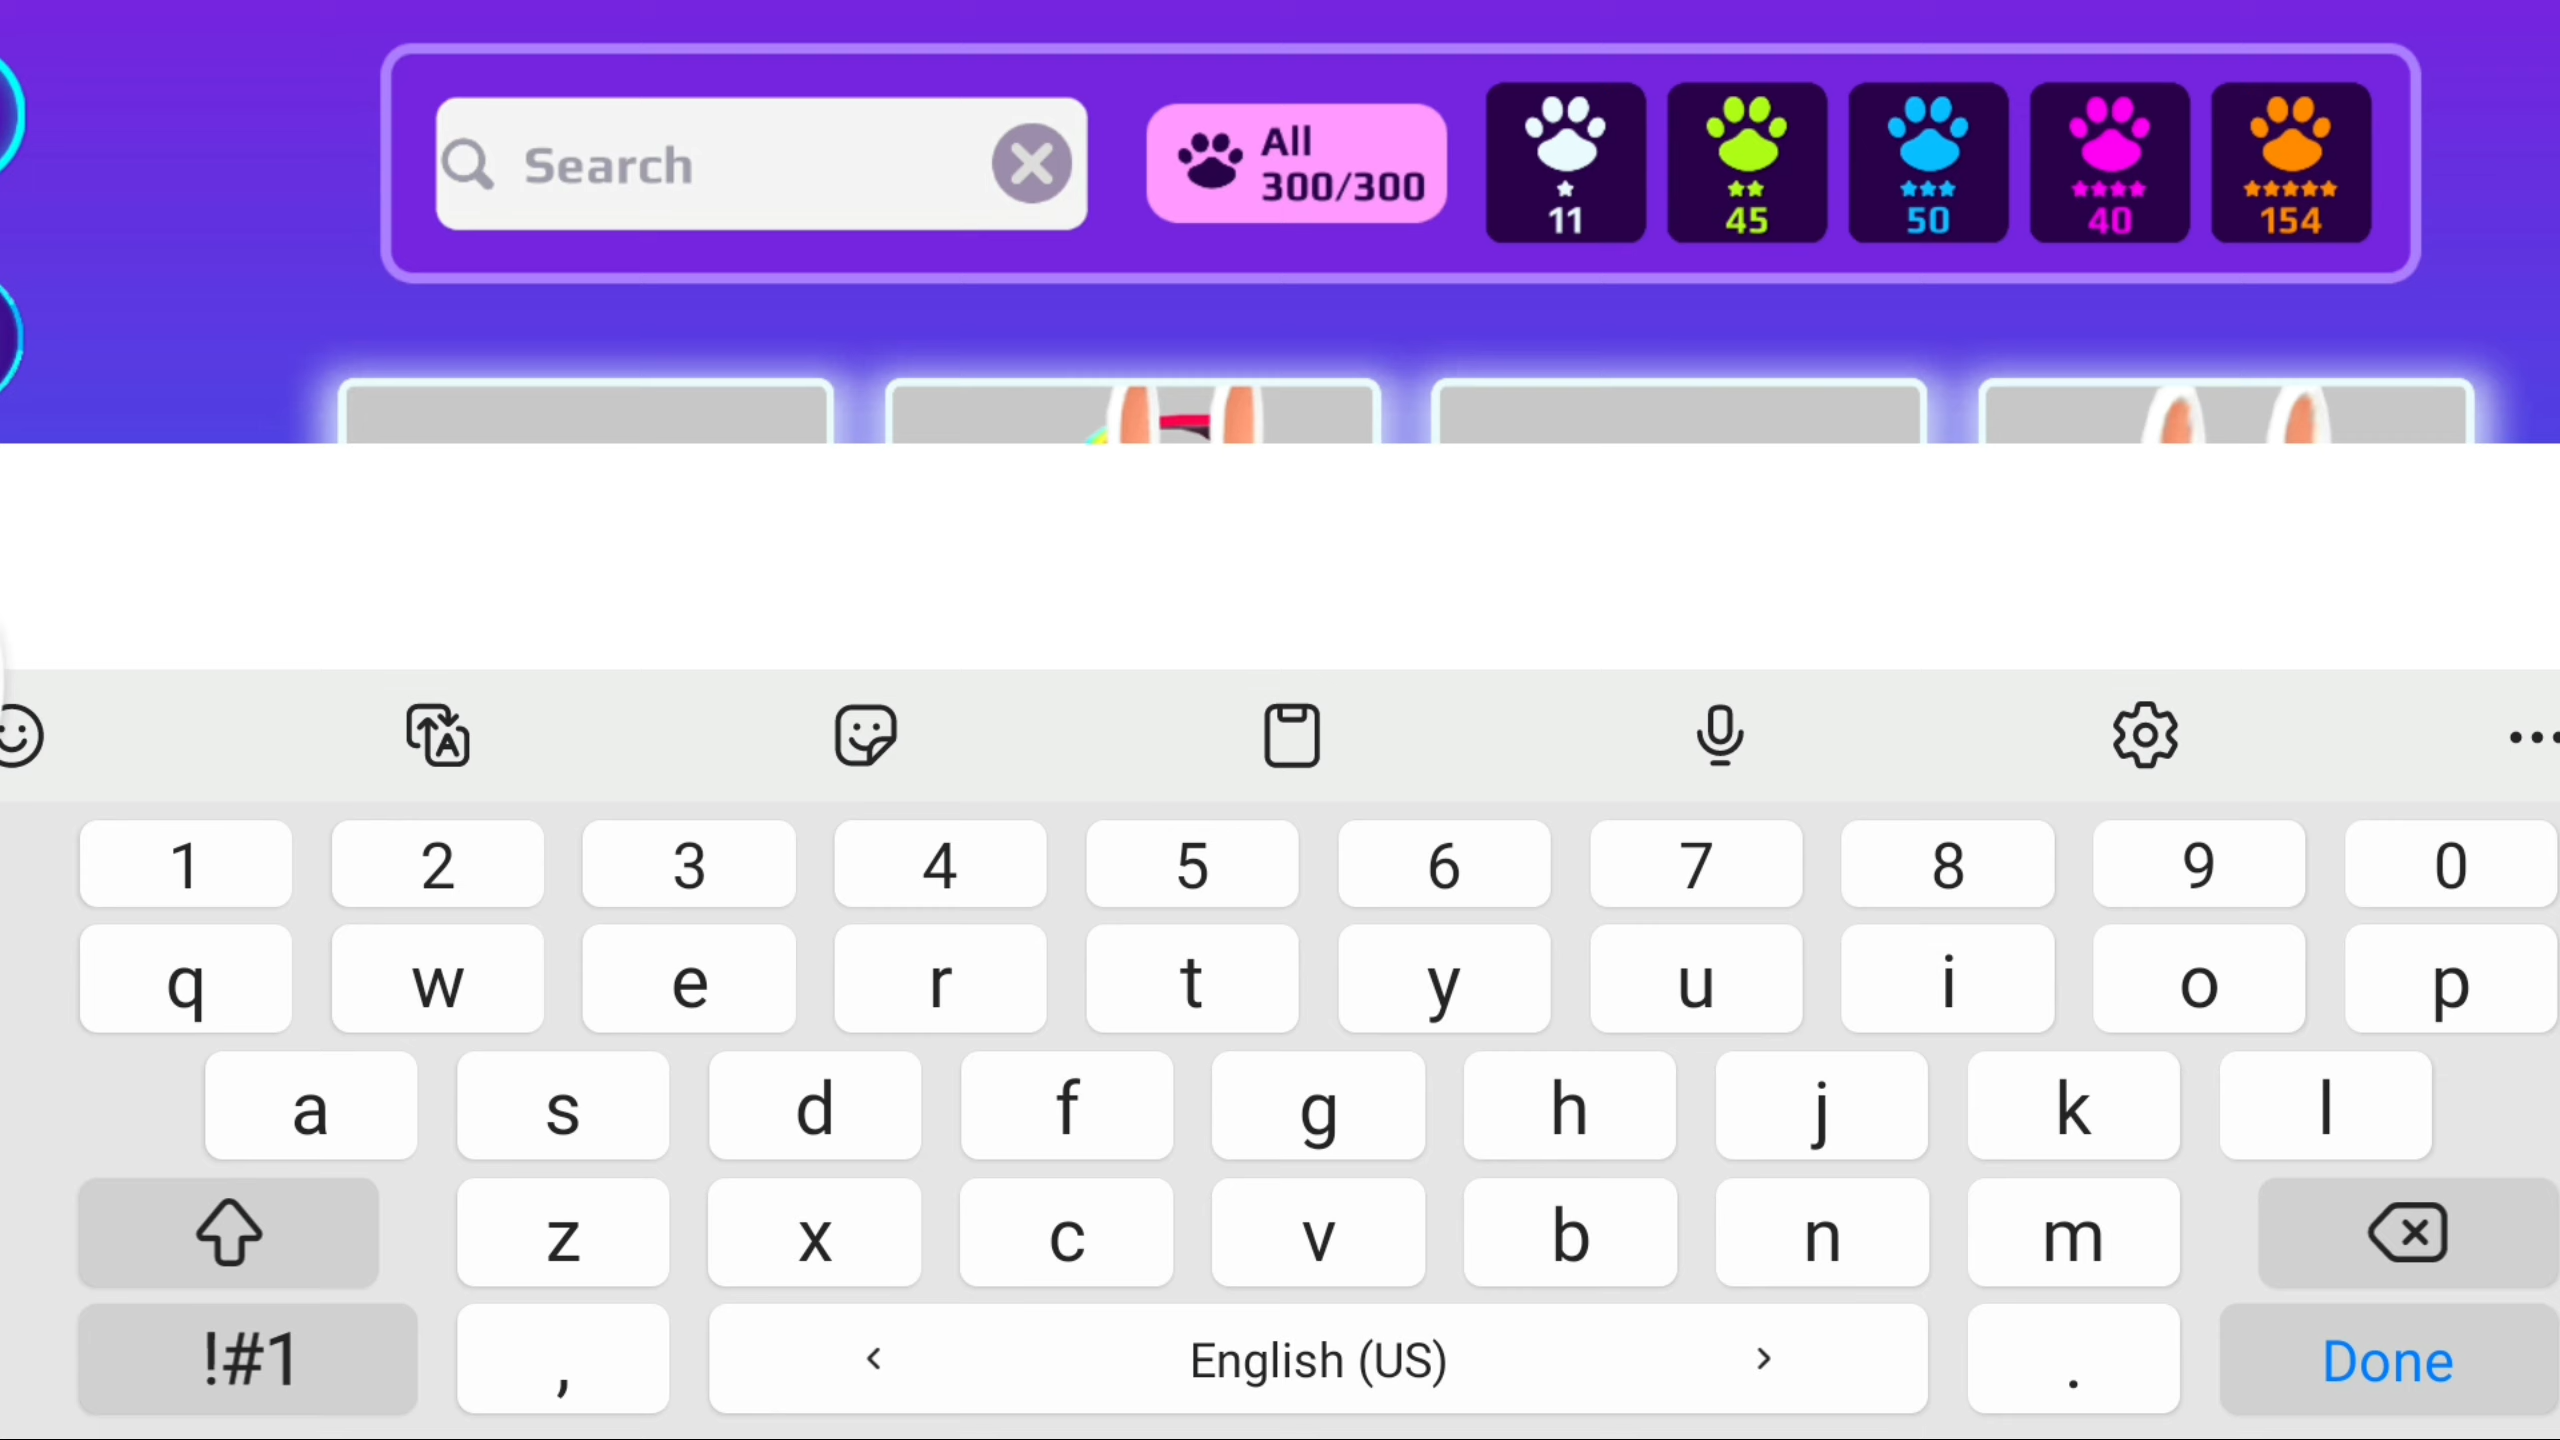 Search
All
300/300
11
45
50
40
154
1 2 3 4 5 6 7 8 9 0
q w e r t y u i o p
a s d f g h j k l
z x c v b n m
!#1 , < English (US) > . Done